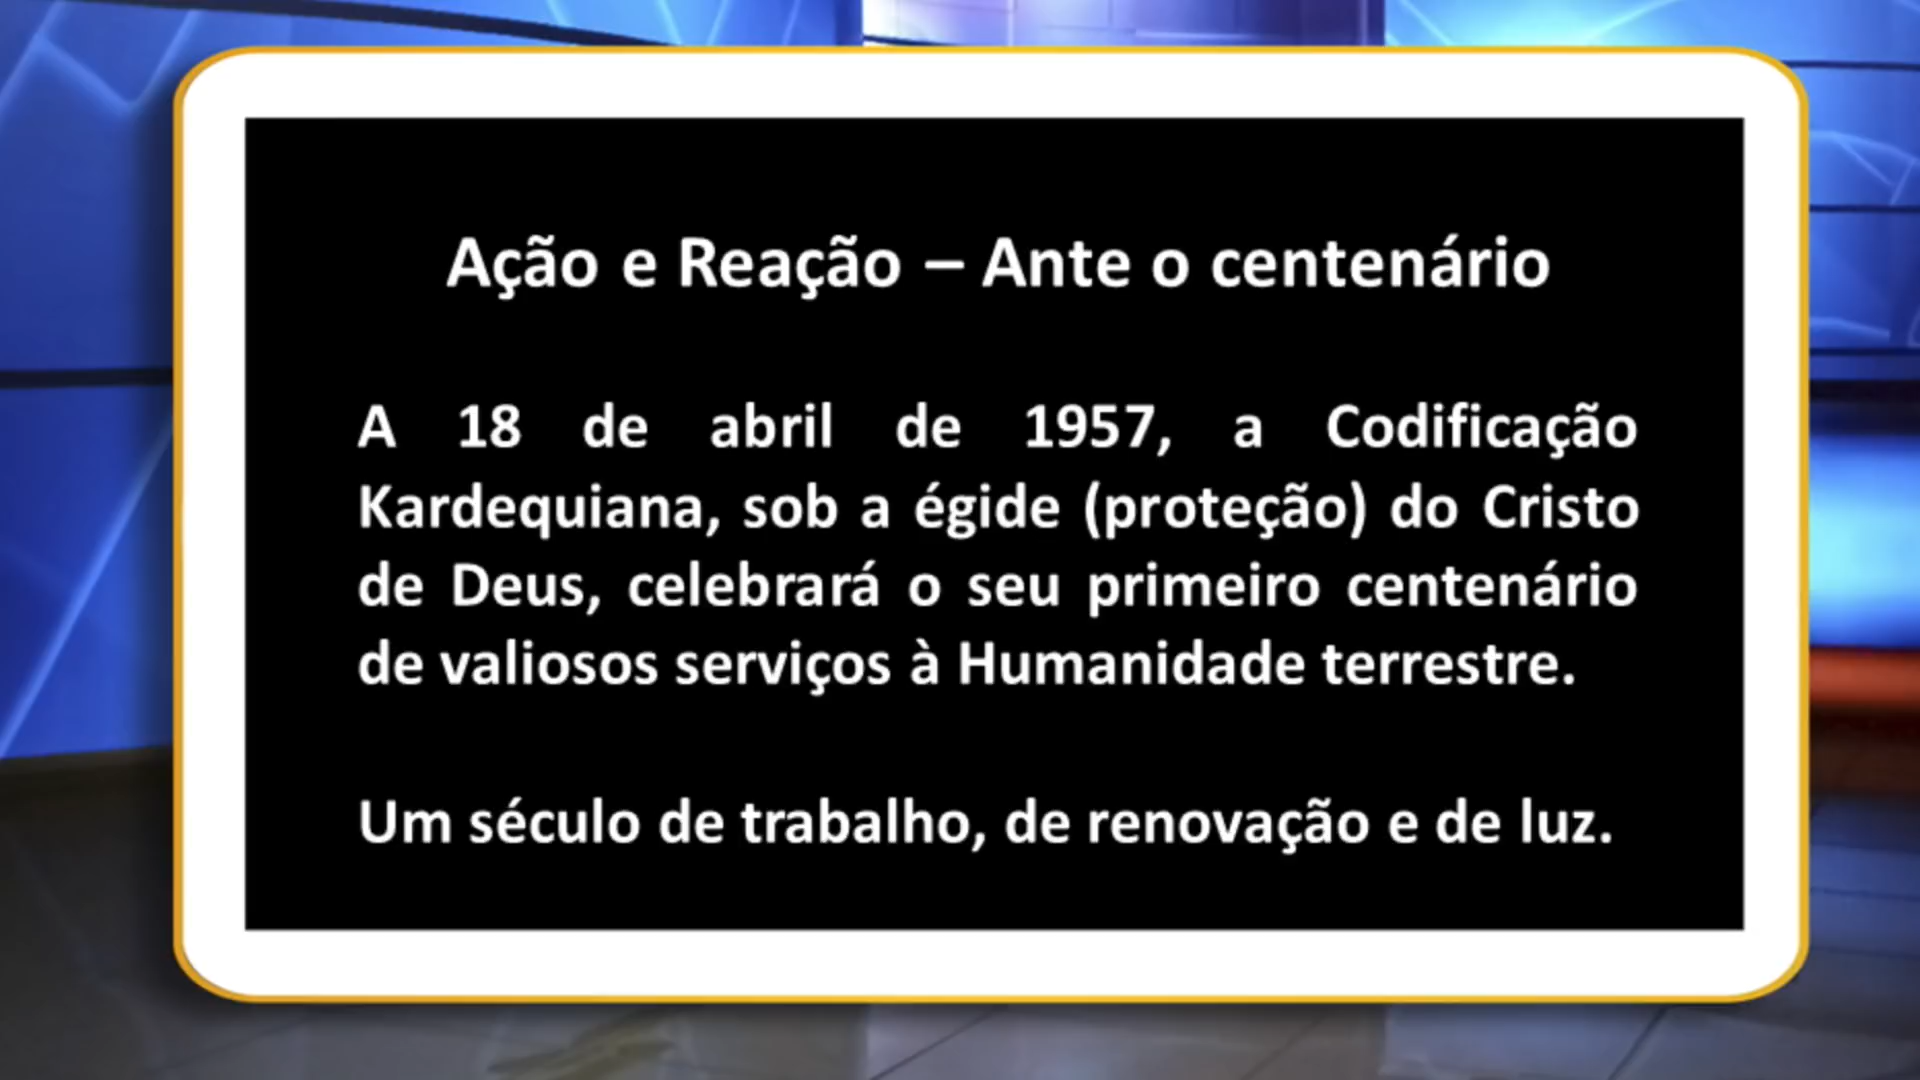 Ação e Reação – Ante o centenário
A 18 de abril de 1957, a Codificação
Kardequiana, sob a égide (proteção) do Cristo
de Deus, celebrará o seu primeiro centenário
de valiosos serviços à Humanidade terrestre.
Um século de trabalho, de renovação e de luz.